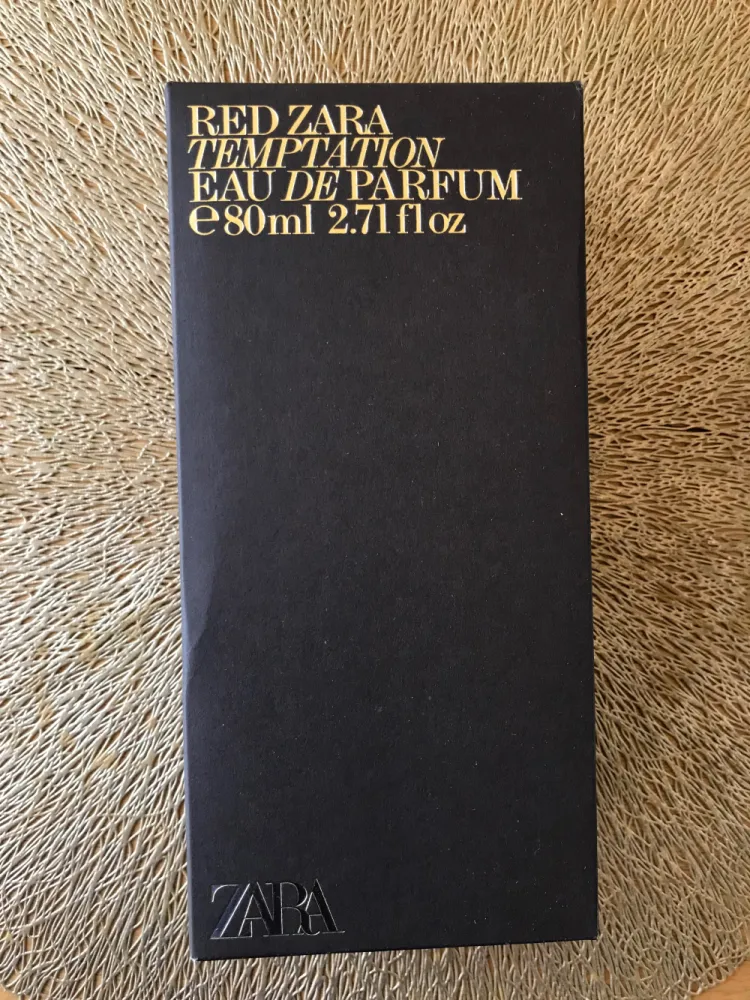 RED ZARA
TEMPTATION
EAU DE PARFUM
℮80ml 2.71 fl oz
ZARA